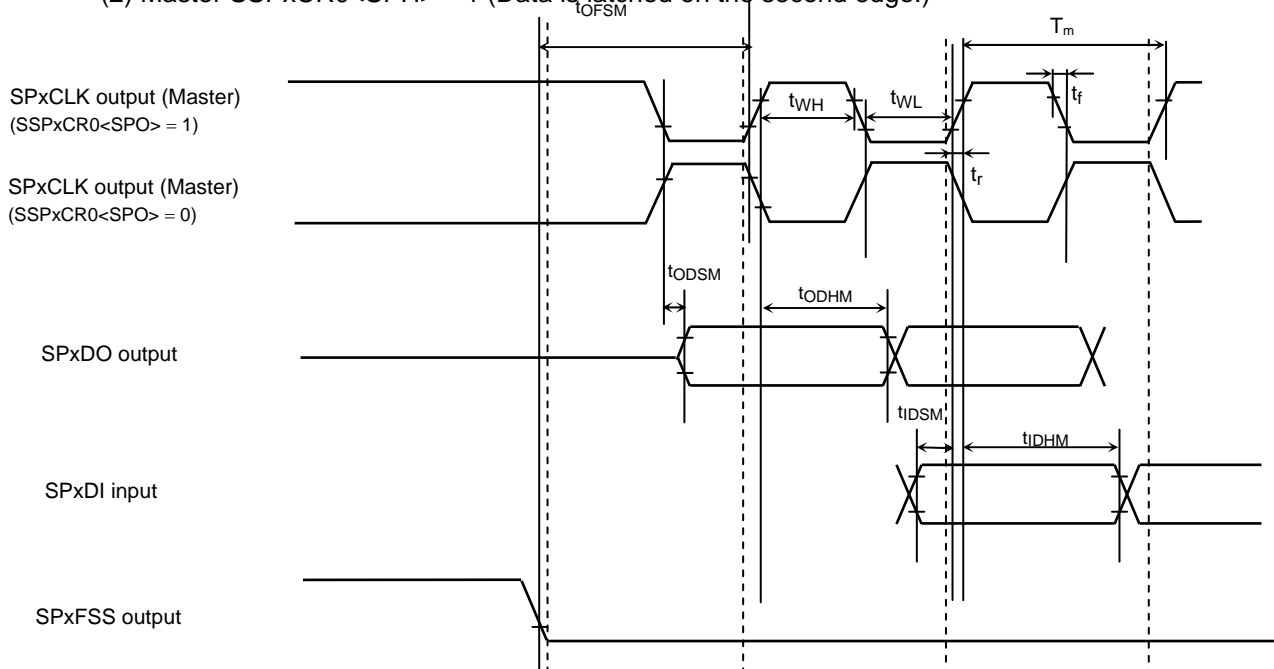 (2) Master SSPxCR0<SPH> = "1" (Data is latched on the second edge.)
tOFSM
Tm
SPxCLK output (Master)
(SSPxCR0<SPO> = 1)
tWH
tWL
tf
SPxCLK output (Master)
(SSPxCR0<SPO> = 0)
tr
tODSM
tODHM
SPxDO output
tIDSM
tIDHM
SPxDI input
SPxFSS output